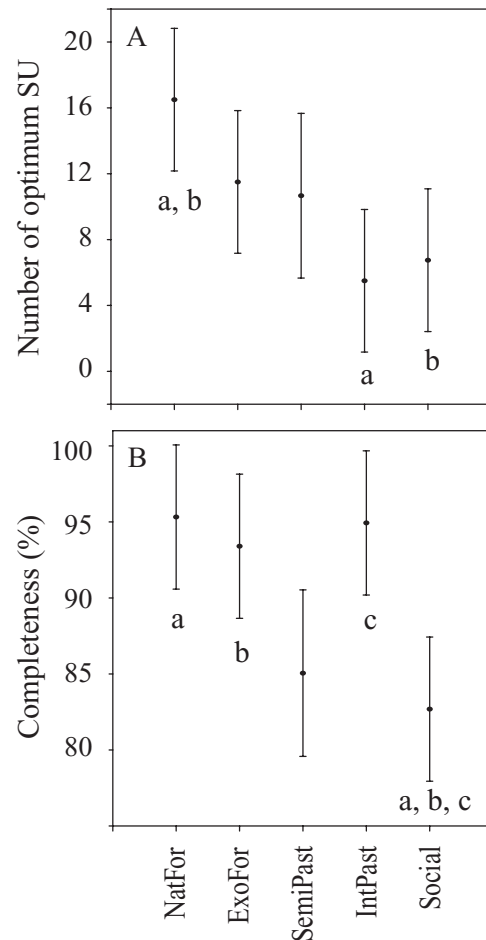 A
Number of optimum SU
20
16
12
8
4
0
a, b
a
b
B
Completeness (%)
100
95
90
85
80
a
b
c
a, b, c
NatFor
ExoFor
SemiPast
IntPast
Social